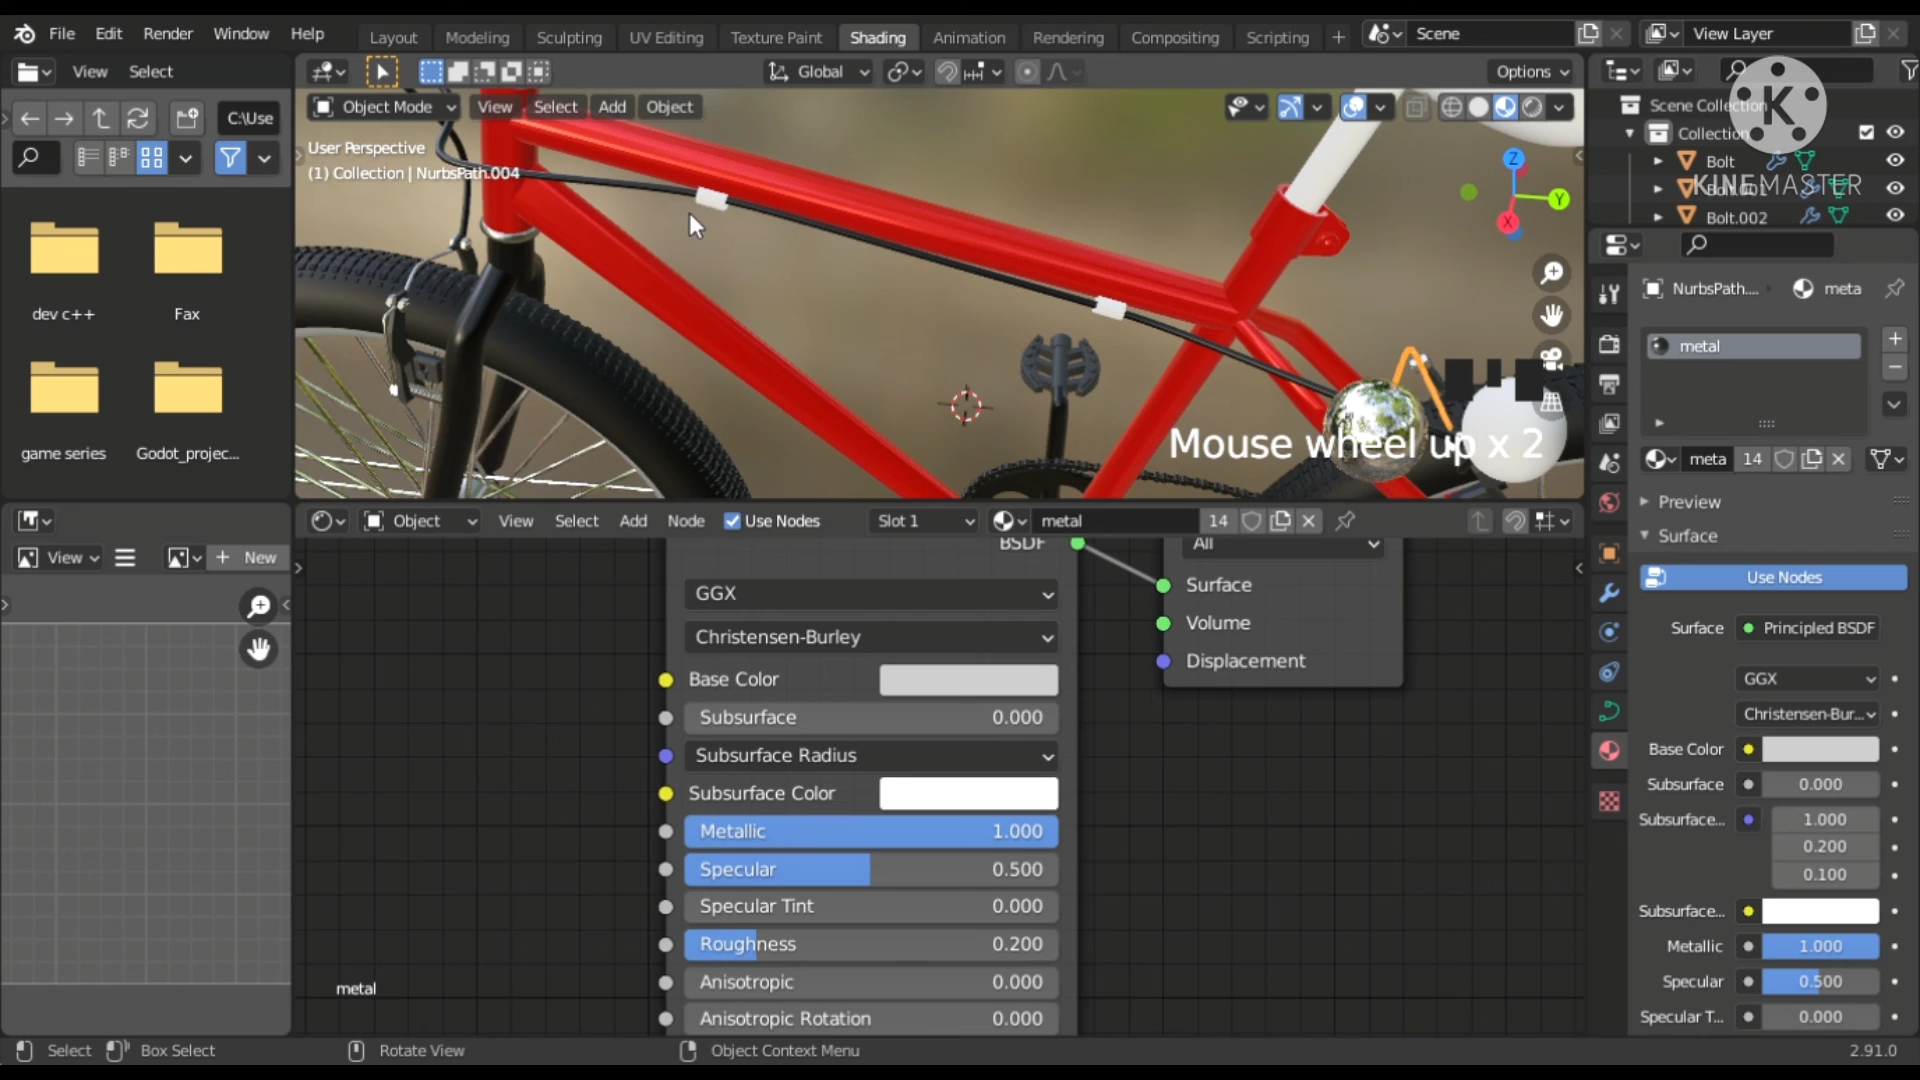 File Edit Render Window Help Layout Modeling Sculpting UV Editing Texture Paint Shading Animation Rendering Compositing Scripting + Scene View Layer
View Select Global Options
C:\Use Object Mode View Select Add Object Scene Collection
User Perspective Collection
(1) Collection | NurbsPath.004 Bolt
KINEMASTER
Bolt.002
K
X Y Z
dev c++ Fax
NurbsPath.... meta
metal
game series Godot_projec...
Mouse wheel up x 2
meta 14
Preview
Object View Select Add Node Use Nodes Slot 1 metal 14
Surface
View New
BSDF All
Use Nodes
GGX Surface
Christensen-Burley Volume
Surface Principled BSDF
Base Color Displacement
GGX
Subsurface 0.000
Christensen-Bur...
Subsurface Radius
Base Color
Subsurface Color
Subsurface 0.000
Metallic 1.000
Subsurface... 1.000
0.200
0.100
Specular 0.500
Specular Tint 0.000
Subsurface...
Roughness 0.200
Metallic 1.000
Anisotropic 0.000
Specular 0.500
metal
Anisotropic Rotation 0.000
Specular T... 0.000
Select Box Select Rotate View Object Context Menu 2.91.0